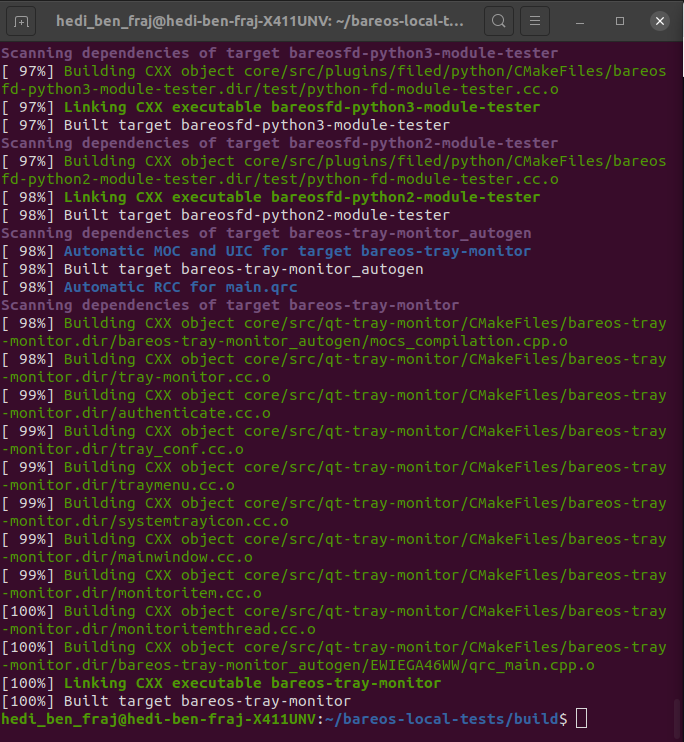 hedi_ben_fraj@hedi-ben-fraj-X411UNV: ~/bareos-local-t...
Scanning dependencies of target bareosfd-python3-module-tester
[ 97%] Building CXX object core/src/plugins/filed/python/CMakeFiles/bareos
fd-python3-module-tester.dir/test/python-fd-module-tester.cc.o
[ 97%] Linking CXX executable bareosfd-python3-module-tester
[ 97%] Built target bareosfd-python3-module-tester
Scanning dependencies of target bareosfd-python2-module-tester
[ 97%] Building CXX object core/src/plugins/filed/python/CMakeFiles/bareos
fd-python2-module-tester.dir/test/python-fd-module-tester.cc.o
[ 98%] Linking CXX executable bareosfd-python2-module-tester
[ 98%] Built target bareosfd-python2-module-tester
Scanning dependencies of target bareos-tray-monitor_autogen
[ 98%] Automatic MOC and UIC for target bareos-tray-monitor
[ 98%] Built target bareos-tray-monitor_autogen
[ 98%] Automatic RCC for main.qrc
Scanning dependencies of target bareos-tray-monitor
[ 98%] Building CXX object core/src/qt-tray-monitor/CMakeFiles/bareos-tray
-monitor.dir/bareos-tray-monitor_autogen/mocs_compilation.cpp.o
[ 98%] Building CXX object core/src/qt-tray-monitor/CMakeFiles/bareos-tray
-monitor.dir/tray-monitor.cc.o
[ 99%] Building CXX object core/src/qt-tray-monitor/CMakeFiles/bareos-tray
-monitor.dir/authenticate.cc.o
[ 99%] Building CXX object core/src/qt-tray-monitor/CMakeFiles/bareos-tray
-monitor.dir/tray_conf.cc.o
[ 99%] Building CXX object core/src/qt-tray-monitor/CMakeFiles/bareos-tray
-monitor.dir/traymenu.cc.o
[ 99%] Building CXX object core/src/qt-tray-monitor/CMakeFiles/bareos-tray
-monitor.dir/systemtrayicon.cc.o
[ 99%] Building CXX object core/src/qt-tray-monitor/CMakeFiles/bareos-tray
-monitor.dir/mainwindow.cc.o
[ 99%] Building CXX object core/src/qt-tray-monitor/CMakeFiles/bareos-tray
-monitor.dir/monitoritem.cc.o
[100%] Building CXX object core/src/qt-tray-monitor/CMakeFiles/bareos-tray
-monitor.dir/monitoritemthread.cc.o
[100%] Building CXX object core/src/qt-tray-monitor/CMakeFiles/bareos-tray
-monitor.dir/bareos-tray-monitor_autogen/EWIEGA46WW/qrc_main.cpp.o
[100%] Linking CXX executable bareos-tray-monitor
[100%] Built target bareos-tray-monitor
hedi_ben_fraj@hedi-ben-fraj-X411UNV:~/bareos-local-tests/build$